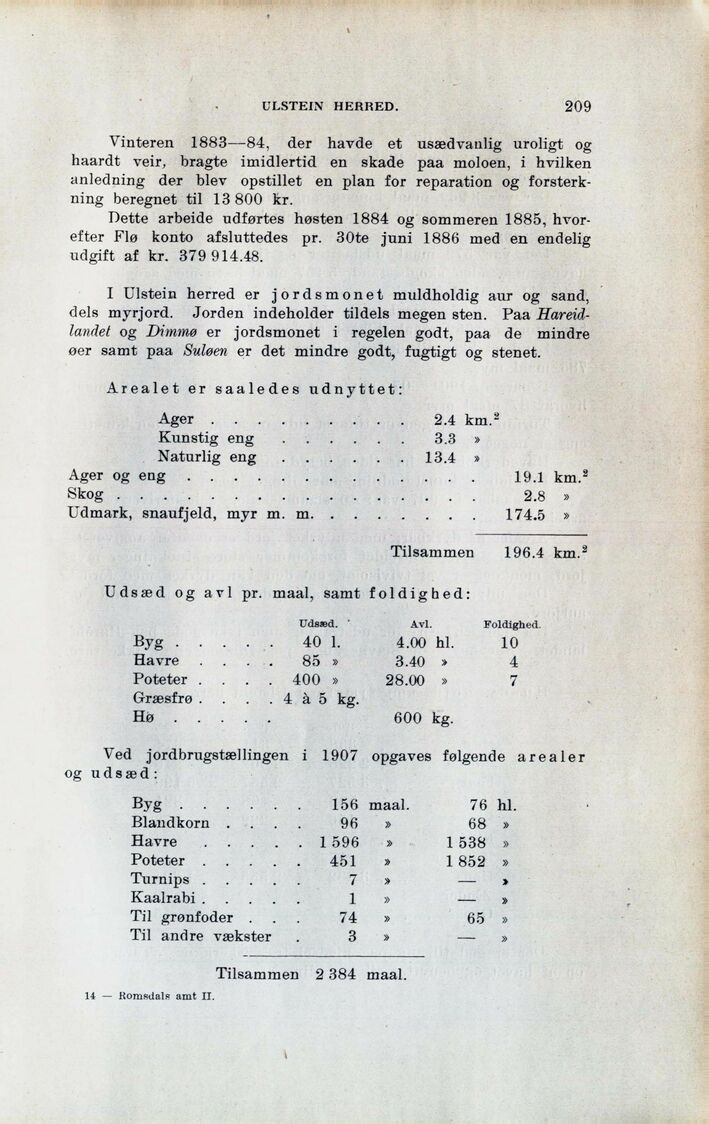 ULSTEIN HERRED. 209
Vinteren 1883—84, der havde et usædvanlig uroligt og
haardt veir, bragte imidlertid en skade paa moloen, i hvilken
anledning der blev opstillet en plan for reparation og forsterk-
ning beregnet til 13 800 kr.
Dette arbeide udførtes høsten 1884 og sommeren 1885, hvor-
efter Flø konto afsluttedes pr. 30te juni 1886 med en endelig
udgift af kr. 379 914.48.
I Ulstein herred er jordsmonet muldholdig aur og sand,
dels myrjord. Jorden indeholder tildels megen sten. Paa Hareid-
landet og Dimmø er jordsmonet i regelen godt, paa de mindre
øer samt paa Suløen er det mindre godt, fugtigt og stenet.
Arealet er saaledes udnyttet:
Ager . . . . . . . . . 2.4 km.²
Kunstig eng . . . . . . 3.3 »
Naturlig eng . . . . . . 13.4 »
Ager og eng . . . . . . . . . . . . . 19.1 km.²
Skog . . . . . . . . . . . . . . . . 2.8 »
Udmark, snaufjeld, myr m. m. . . . . . . . 174.5 »
Tilsammen 196.4 km.²
Udsæd og avl pr. maal, samt foldighed:
Udsæd. Avl. Foldighed.
Byg . . . . . 40 l. 4.00 hl. 10
Havre . . . . 85 » 3.40 » 4
Poteter . . . . 400 » 28.00 » 7
Græsfrø . . . . 4 à 5 kg.
Hø . . . . . 600 kg.
Ved jordbrugstællingen i 1907 opgaves følgende arealer
og udsæd:
Byg . . . . . . 156 maal. 76 hl.
Blandkorn . . . . 96 » 68 »
Havre . . . . . 1 596 » 1 538 »
Poteter . . . . . 451 » 1 852 »
Turnips . . . . . 7 » — »
Kaalrabi . . . . . 1 » — »
Til grønfoder . . . 74 » 65 »
Til andre vækster . 3 » — »
Tilsammen 2 384 maal.
14 — Romsdals amt II.